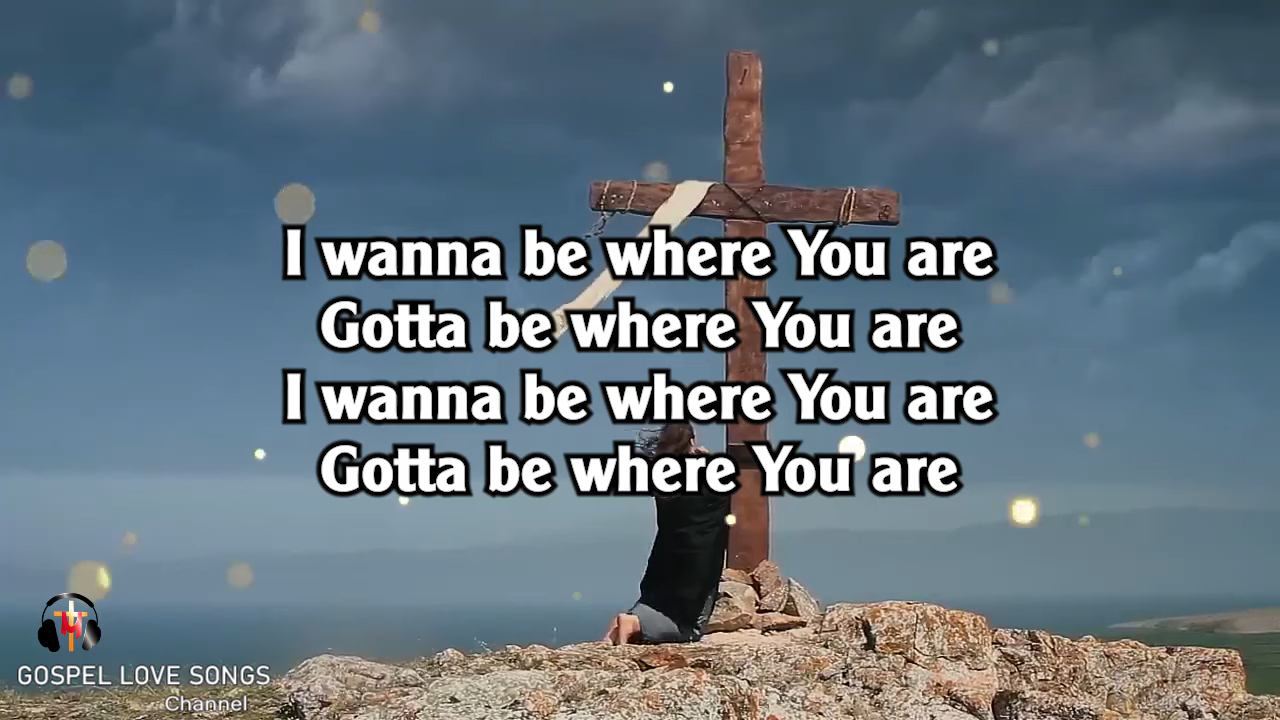 I wanna be where You are
Gotta be where You are
I wanna be where You are
Gotta be where You are
GOSPEL LOVE SONGS
Channel